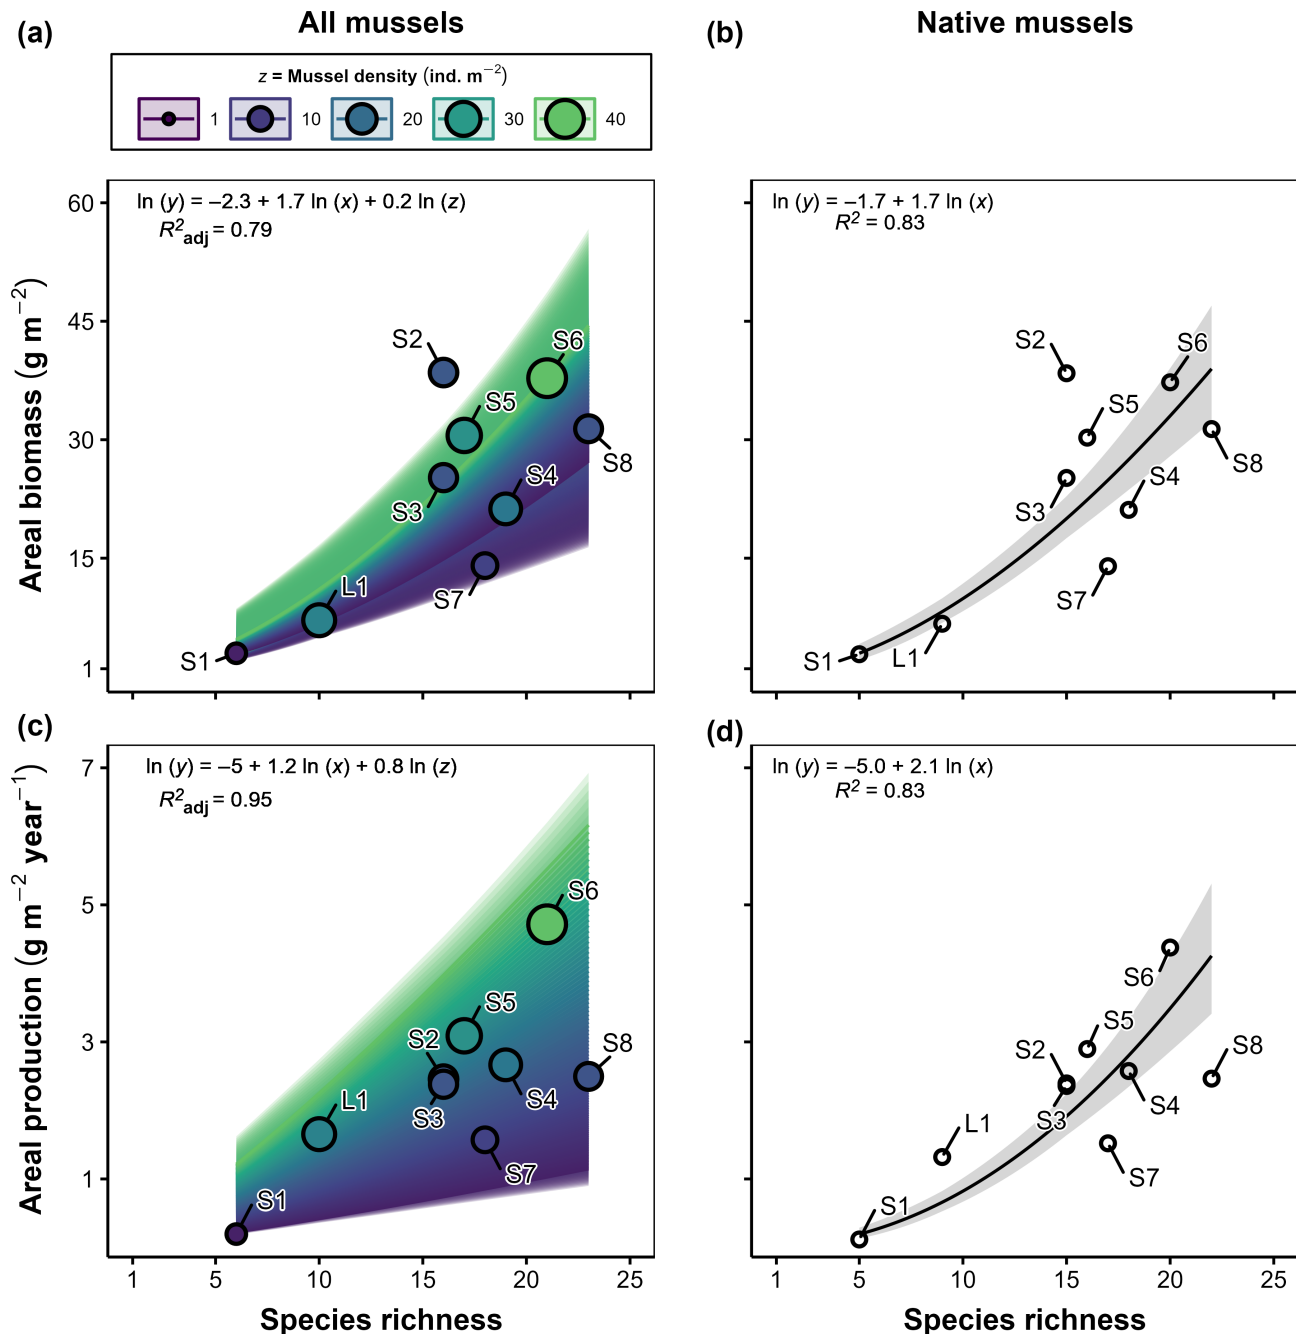 (a) All mussels
(b) Native mussels
z = Mussel density (ind. m−2)
1 10 20 30 40
Areal biomass (g m−2)
60
45
30
15
1
ln (y) = −2.3 + 1.7 ln (x) + 0.2 ln (z)
R2adj = 0.79
S2
S6
S5
S8
S4
S3
L1
S7
S1
ln (y) = −1.7 + 1.7 ln (x)
R2 = 0.83
S2
S6
S5
S8
S4
S3
S7
L1
S1
(c)
Areal production (g m−2 year−1)
7
5
3
1
ln (y) = −5 + 1.2 ln (x) + 0.8 ln (z)
R2adj = 0.95
S6
S5
S2
S8
L1
S3
S4
S7
S1
1 5 10 15 20 25
Species richness
(d)
ln (y) = −5.0 + 2.1 ln (x)
R2 = 0.83
S6
S5
S2
S8
S4
S3
L1
S7
S1
1 5 10 15 20 25
Species richness